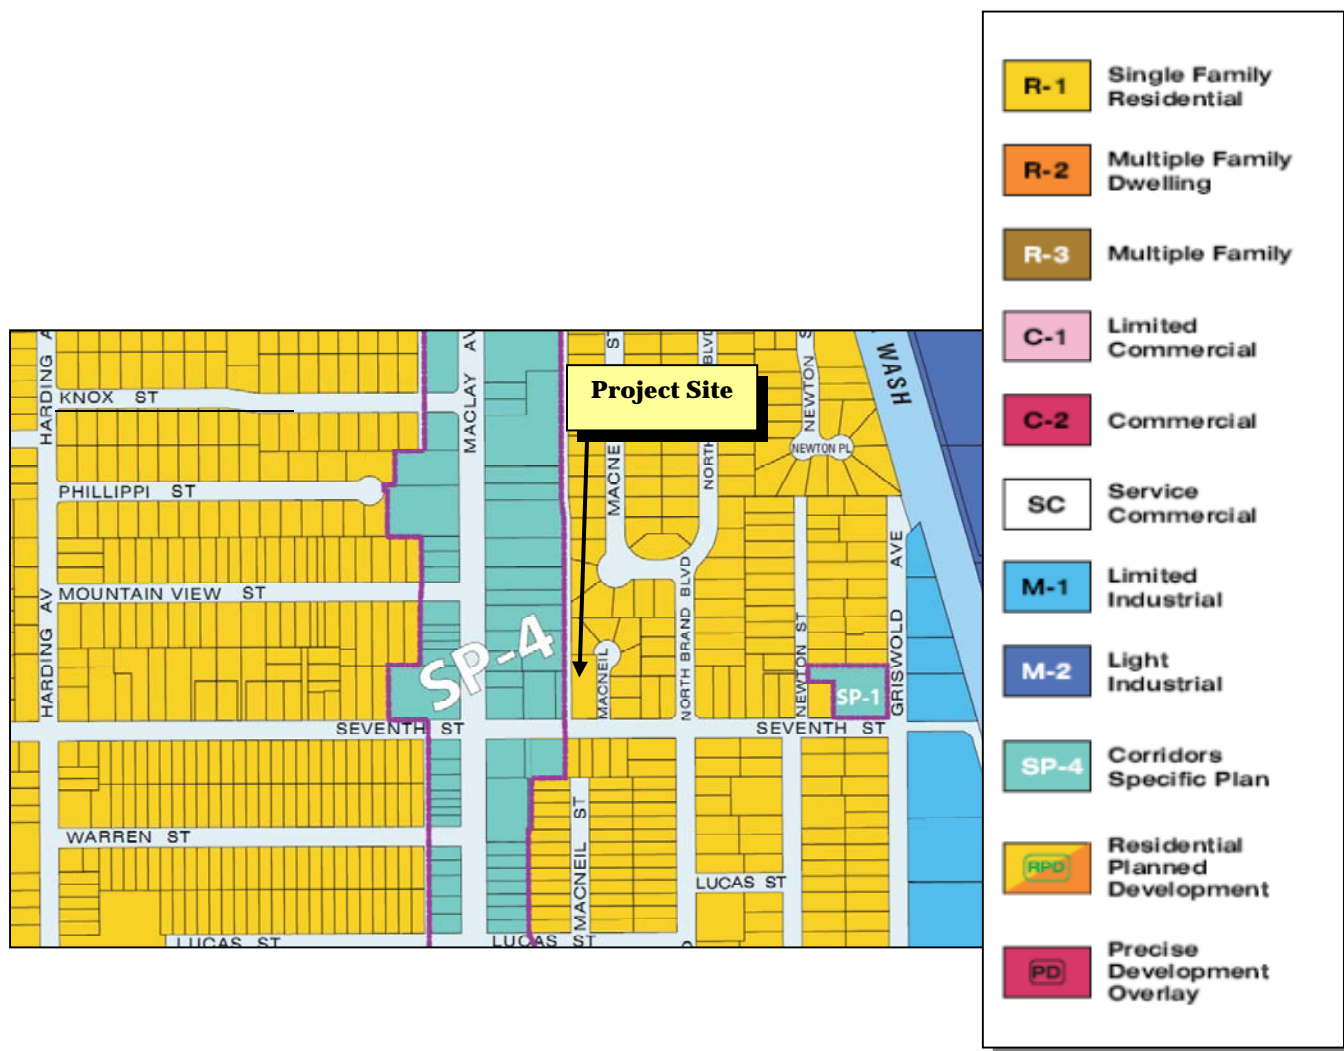 R-1 Single Family
Residential
R-2 Multiple Family
Dwelling
R-3 Multiple Family
C-1 Limited
Commercial
C-2 Commercial
SC Service
Commercial
M-1 Limited
Industrial
M-2 Light
Industrial
SP-4 Corridors
Specific Plan
RPD Residential
Planned
Development
PD Precise
Development
Overlay
Project Site
HARDING A
KNOX ST
MACLAY AV
ST
BLVD
NEWTON S
WASH
MACNE
NORTH
NEWTON PL
PHILLIPPI ST
HARDING AV
MOUNTAIN VIEW ST
SP-4
MACNEIL
NORTH BRAND BLVD
NEWTON ST
SP-1
GRISWOLD AVE
SEVENTH ST
SEVENTH ST
WARREN ST
MACNEIL ST
LUCAS ST
LUCAS ST
LUCAS ST